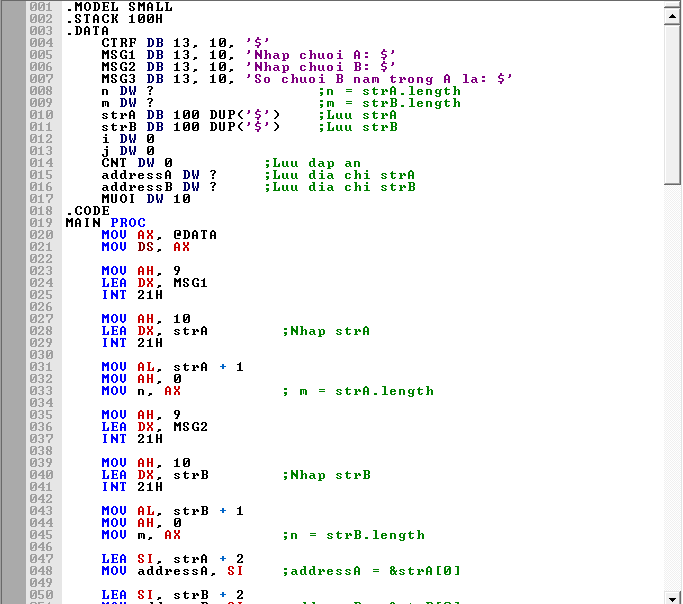 001 .MODEL SMALL
002 .STACK 100H
003 .DATA
004     CTRF DB 13, 10, '$'
005     MSG1 DB 13, 10, 'Nhap chuoi A: $'
006     MSG2 DB 13, 10, 'Nhap chuoi B: $'
007     MSG3 DB 13, 10, 'So chuoi B nam trong A la: $'
008     n DW ?                  ;n = strA.length
009     m DW ?                  ;m = strB.length
010     strA DB 100 DUP('$')    ;Luu strA
011     strB DB 100 DUP('$')    ;Luu strB
012     i DW 0
013     j DW 0
014     CNT DW 0          ;Luu dap an
015     addressA DW ?     ;Luu dia chi strA
016     addressB DW ?     ;Luu dia chi strB
017     MUOI DW 10
018 .CODE
019 MAIN PROC
020     MOV AX, @DATA
021     MOV DS, AX
022
023     MOV AH, 9
024     LEA DX, MSG1
025     INT 21H
026
027     MOV AH, 10
028     LEA DX, strA        ;Nhap strA
029     INT 21H
030
031     MOV AL, strA + 1
032     MOV AH, 0
033     MOV n, AX           ; m = strA.length
034
035     MOV AH, 9
036     LEA DX, MSG2
037     INT 21H
038
039     MOV AH, 10
040     LEA DX, strB        ;Nhap strB
041     INT 21H
042
043     MOV AL, strB + 1
044     MOV AH, 0
045     MOV m, AX           ;n = strB.length
046
047     LEA SI, strA + 2
048     MOV addressA, SI    ;addressA = &strA[0]
049
050     LEA SI, strB + 2